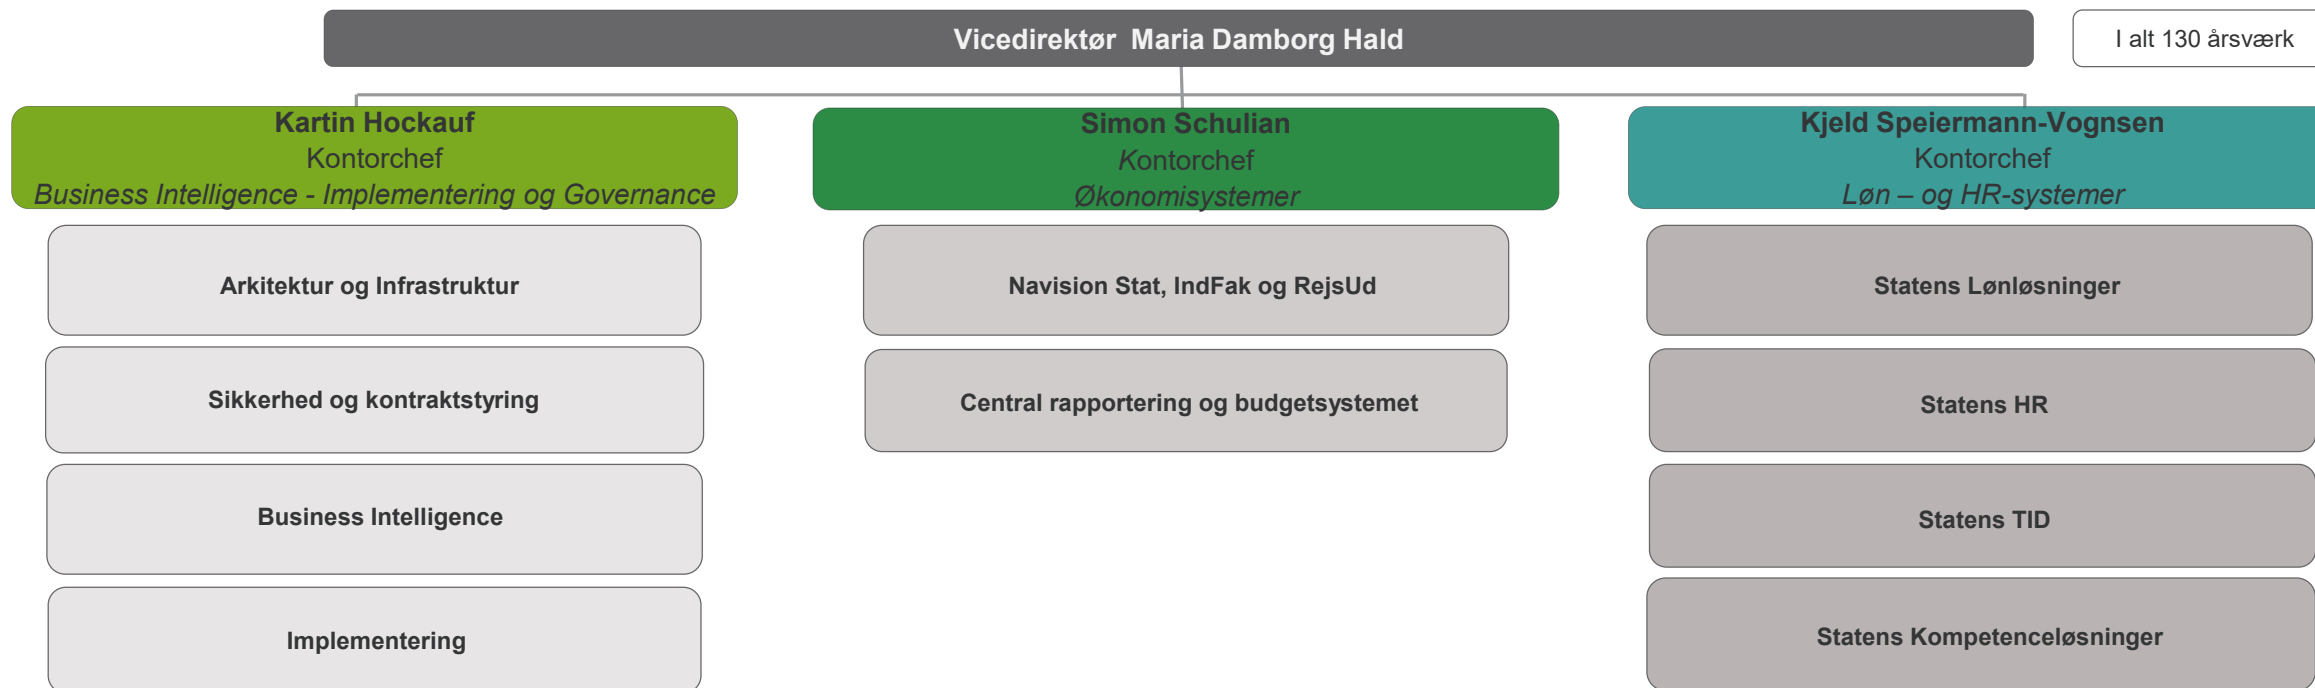 Vicedirektør Maria Damborg Hald
I alt 130 årsværk
Kartin Hockauf
Kontorchef
Business Intelligence - Implementering og Governance
Arkitektur og Infrastruktur
Sikkerhed og kontraktstyring
Business Intelligence
Implementering
Simon Schulian
Kontorchef
Økonomisystemer
Navision Stat, IndFak og RejsUd
Central rapportering og budgetsystemet
Kjeld Speiermann-Vognsen
Kontorchef
Løn – og HR-systemer
Statens Lønløsninger
Statens HR
Statens TID
Statens Kompetenceløsninger